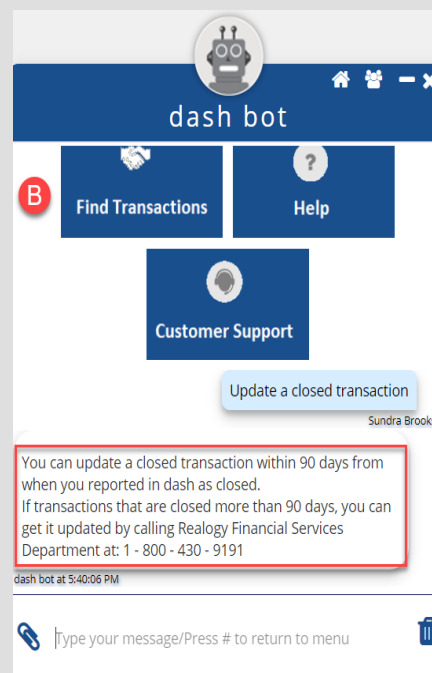 dash bot
B
Find Transactions
?
Help
Customer Support
Update a closed transaction
Sundra Brook
You can update a closed transaction within 90 days from
when you reported in dash as closed.
If transactions that are closed more than 90 days, you can
get it updated by calling Realogy Financial Services
Department at: 1 - 800 - 430 - 9191
dash bot at 5:40:06 PM
Type your message/Press # to return to menu